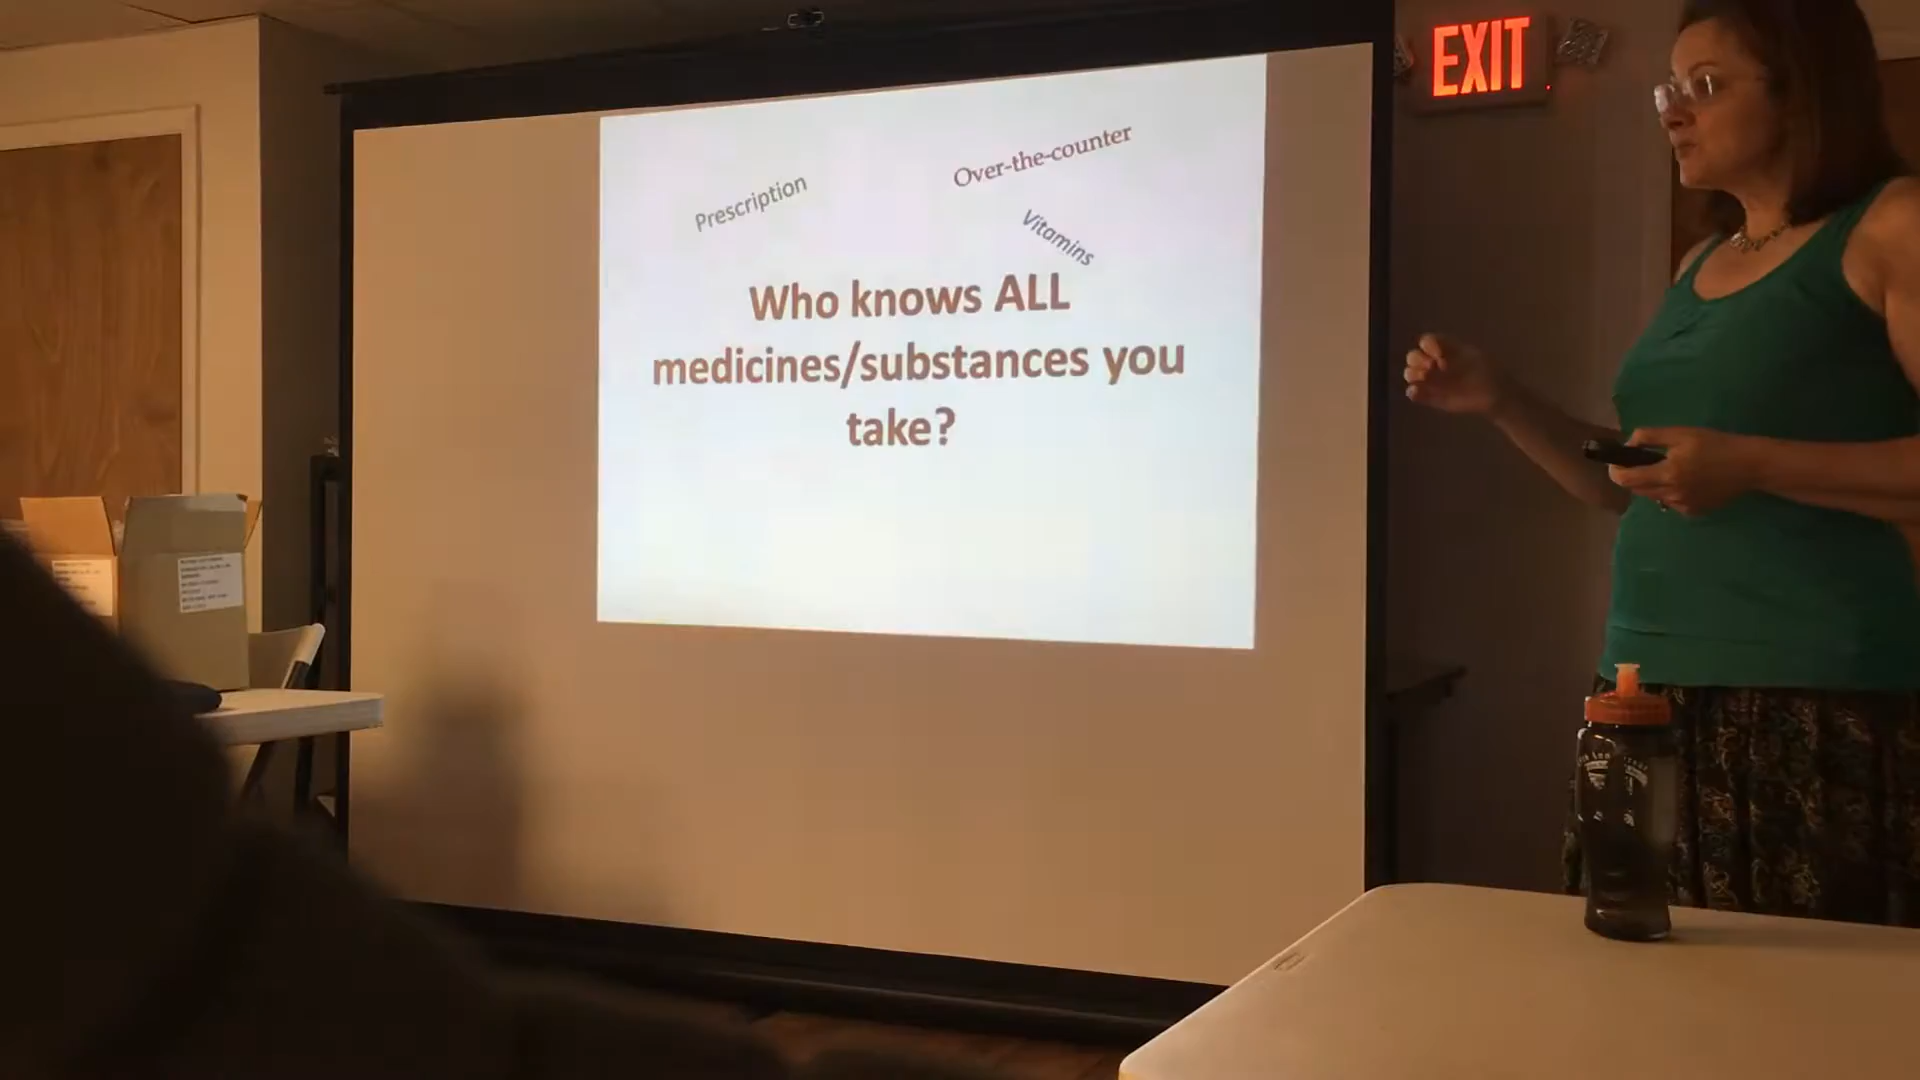 EXIT
Over-the-counter
Prescription
Vitamins
Who knows ALL
medicines/substances you
take?